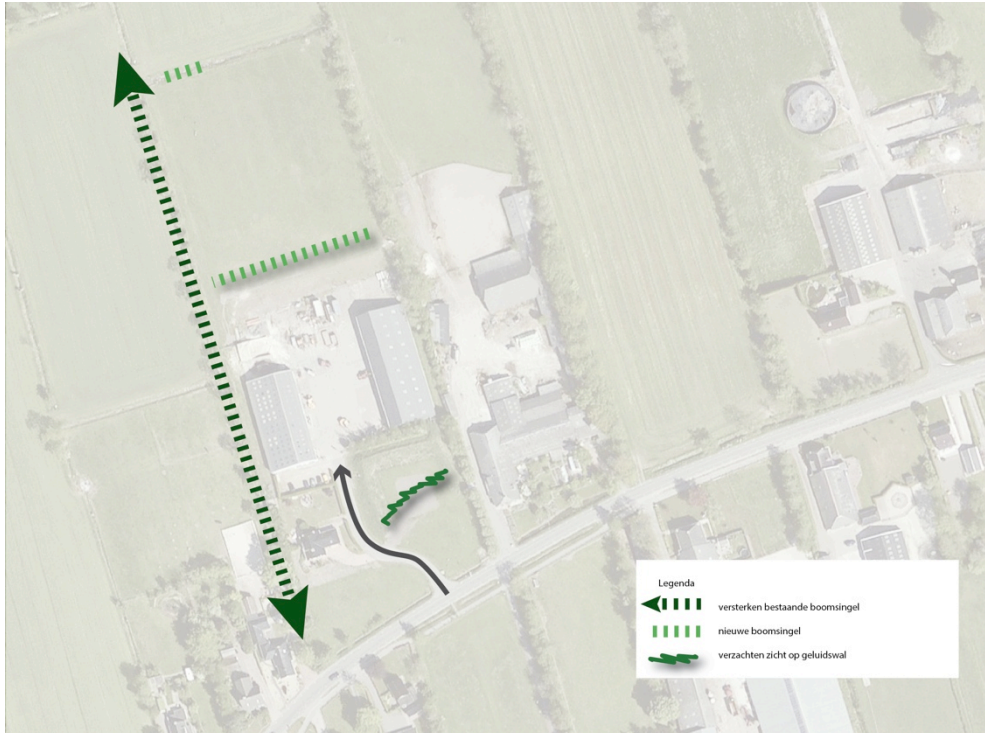 Legenda
versterken bestaande boomsingel
nieuwe boomsingel
verzachten zicht op geluidswal